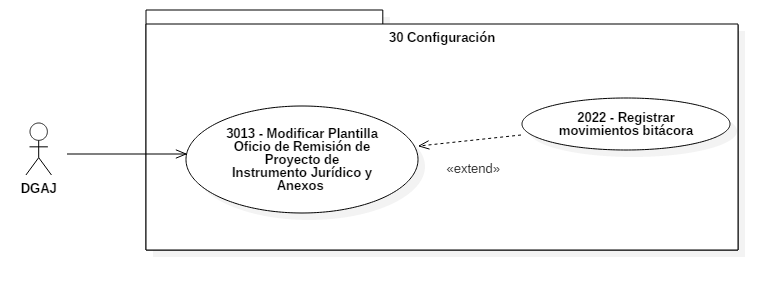 30 Configuración
3013 - Modificar Plantilla
Oficio de Remisión de
Proyecto de
Instrumento Jurídico y
Anexos
2022 - Registrar
movimientos bitácora
«extend»
DGAJ